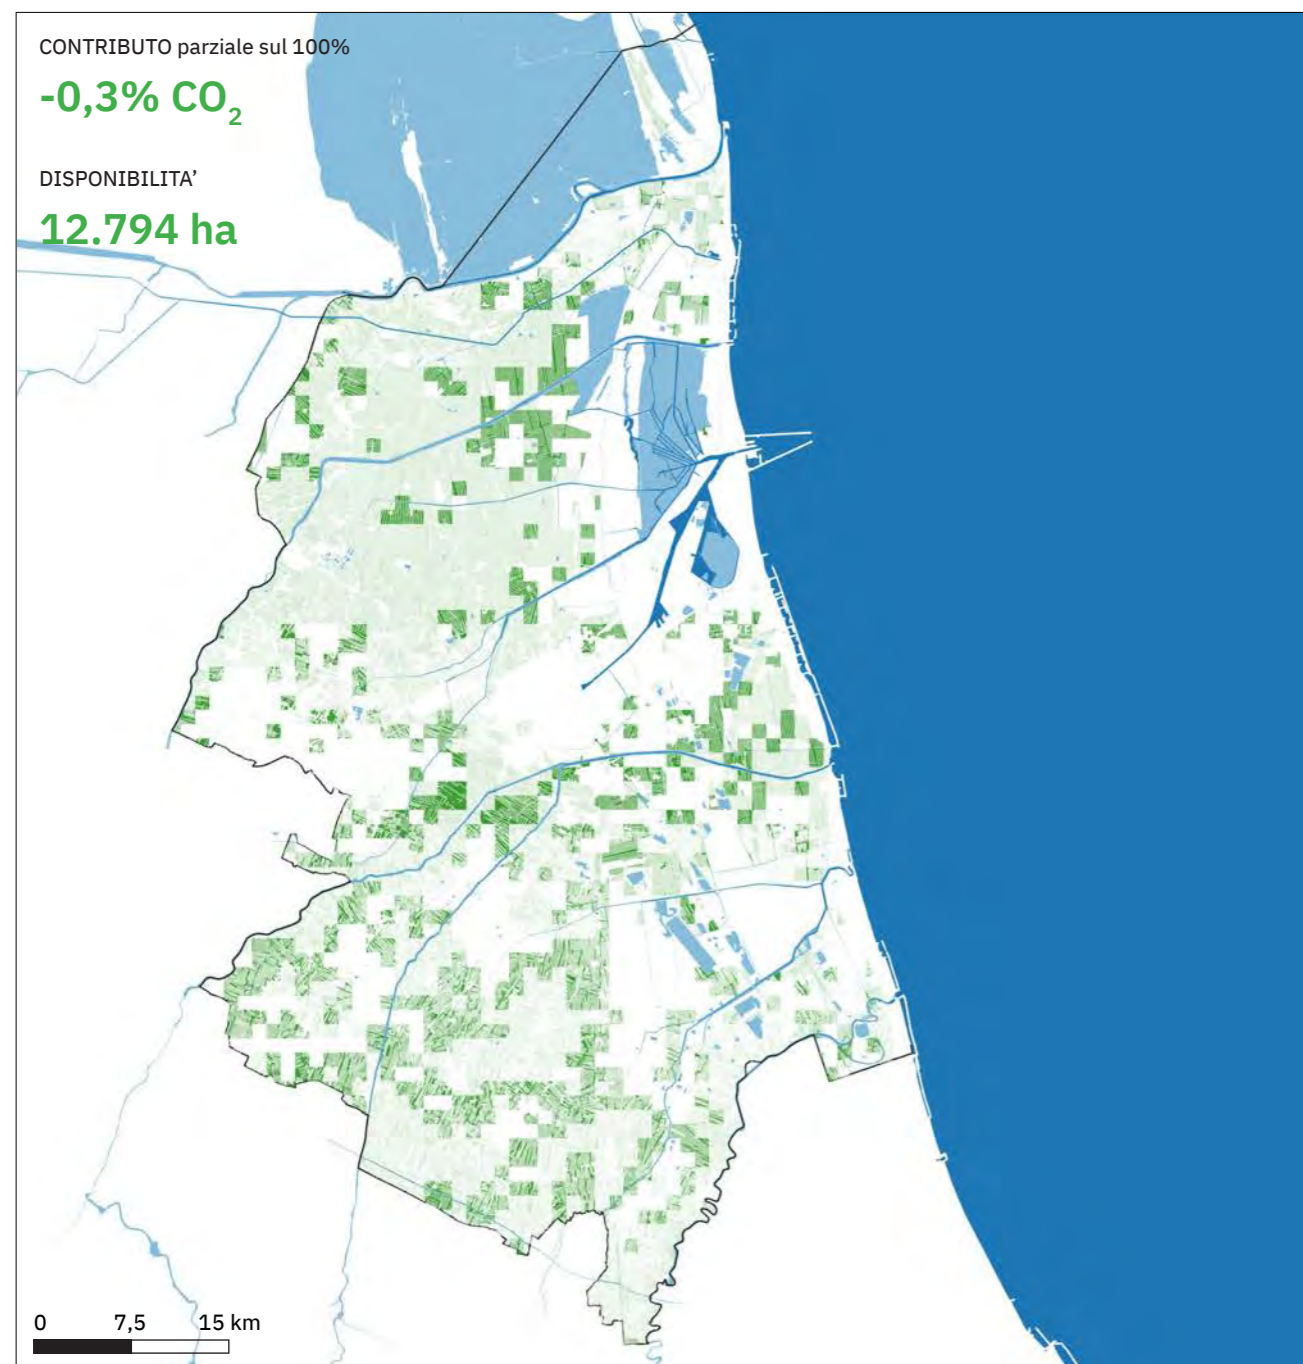 CONTRIBUTO parziale sul 100%
-0,3% CO₂
DISPONIBILITA’
12.794 ha
0 7,5 15 km